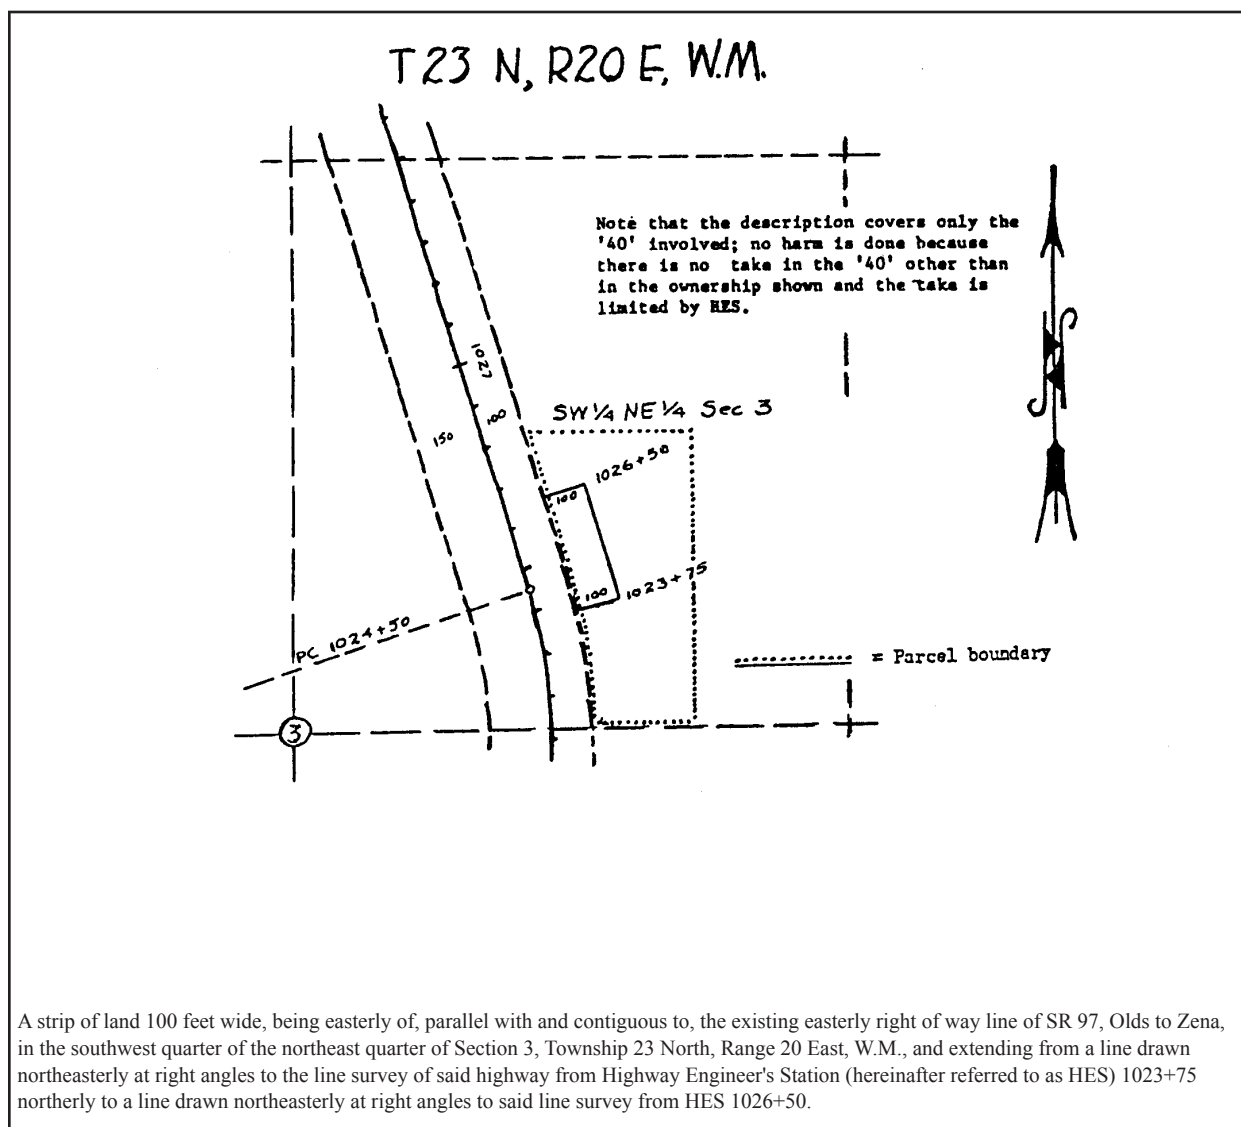 T 23 N, R20 E, W.M.
Note that the description covers only the
'40' involved; no harm is done because
there is no take in the '40' other than
in the ownership shown and the take is
limited by HES.
1027
SW 1/4 NE 1/4 Sec 3
100
150
1026+50
100
100
1023+75
PC 1024+50
= Parcel boundary
3
A strip of land 100 feet wide, being easterly of, parallel with and contiguous to, the existing easterly right of way line of SR 97, Olds to Zena,
in the southwest quarter of the northeast quarter of Section 3, Township 23 North, Range 20 East, W.M., and extending from a line drawn
northeasterly at right angles to the line survey of said highway from Highway Engineer's Station (hereinafter referred to as HES) 1023+75
northerly to a line drawn northeasterly at right angles to said line survey from HES 1026+50.